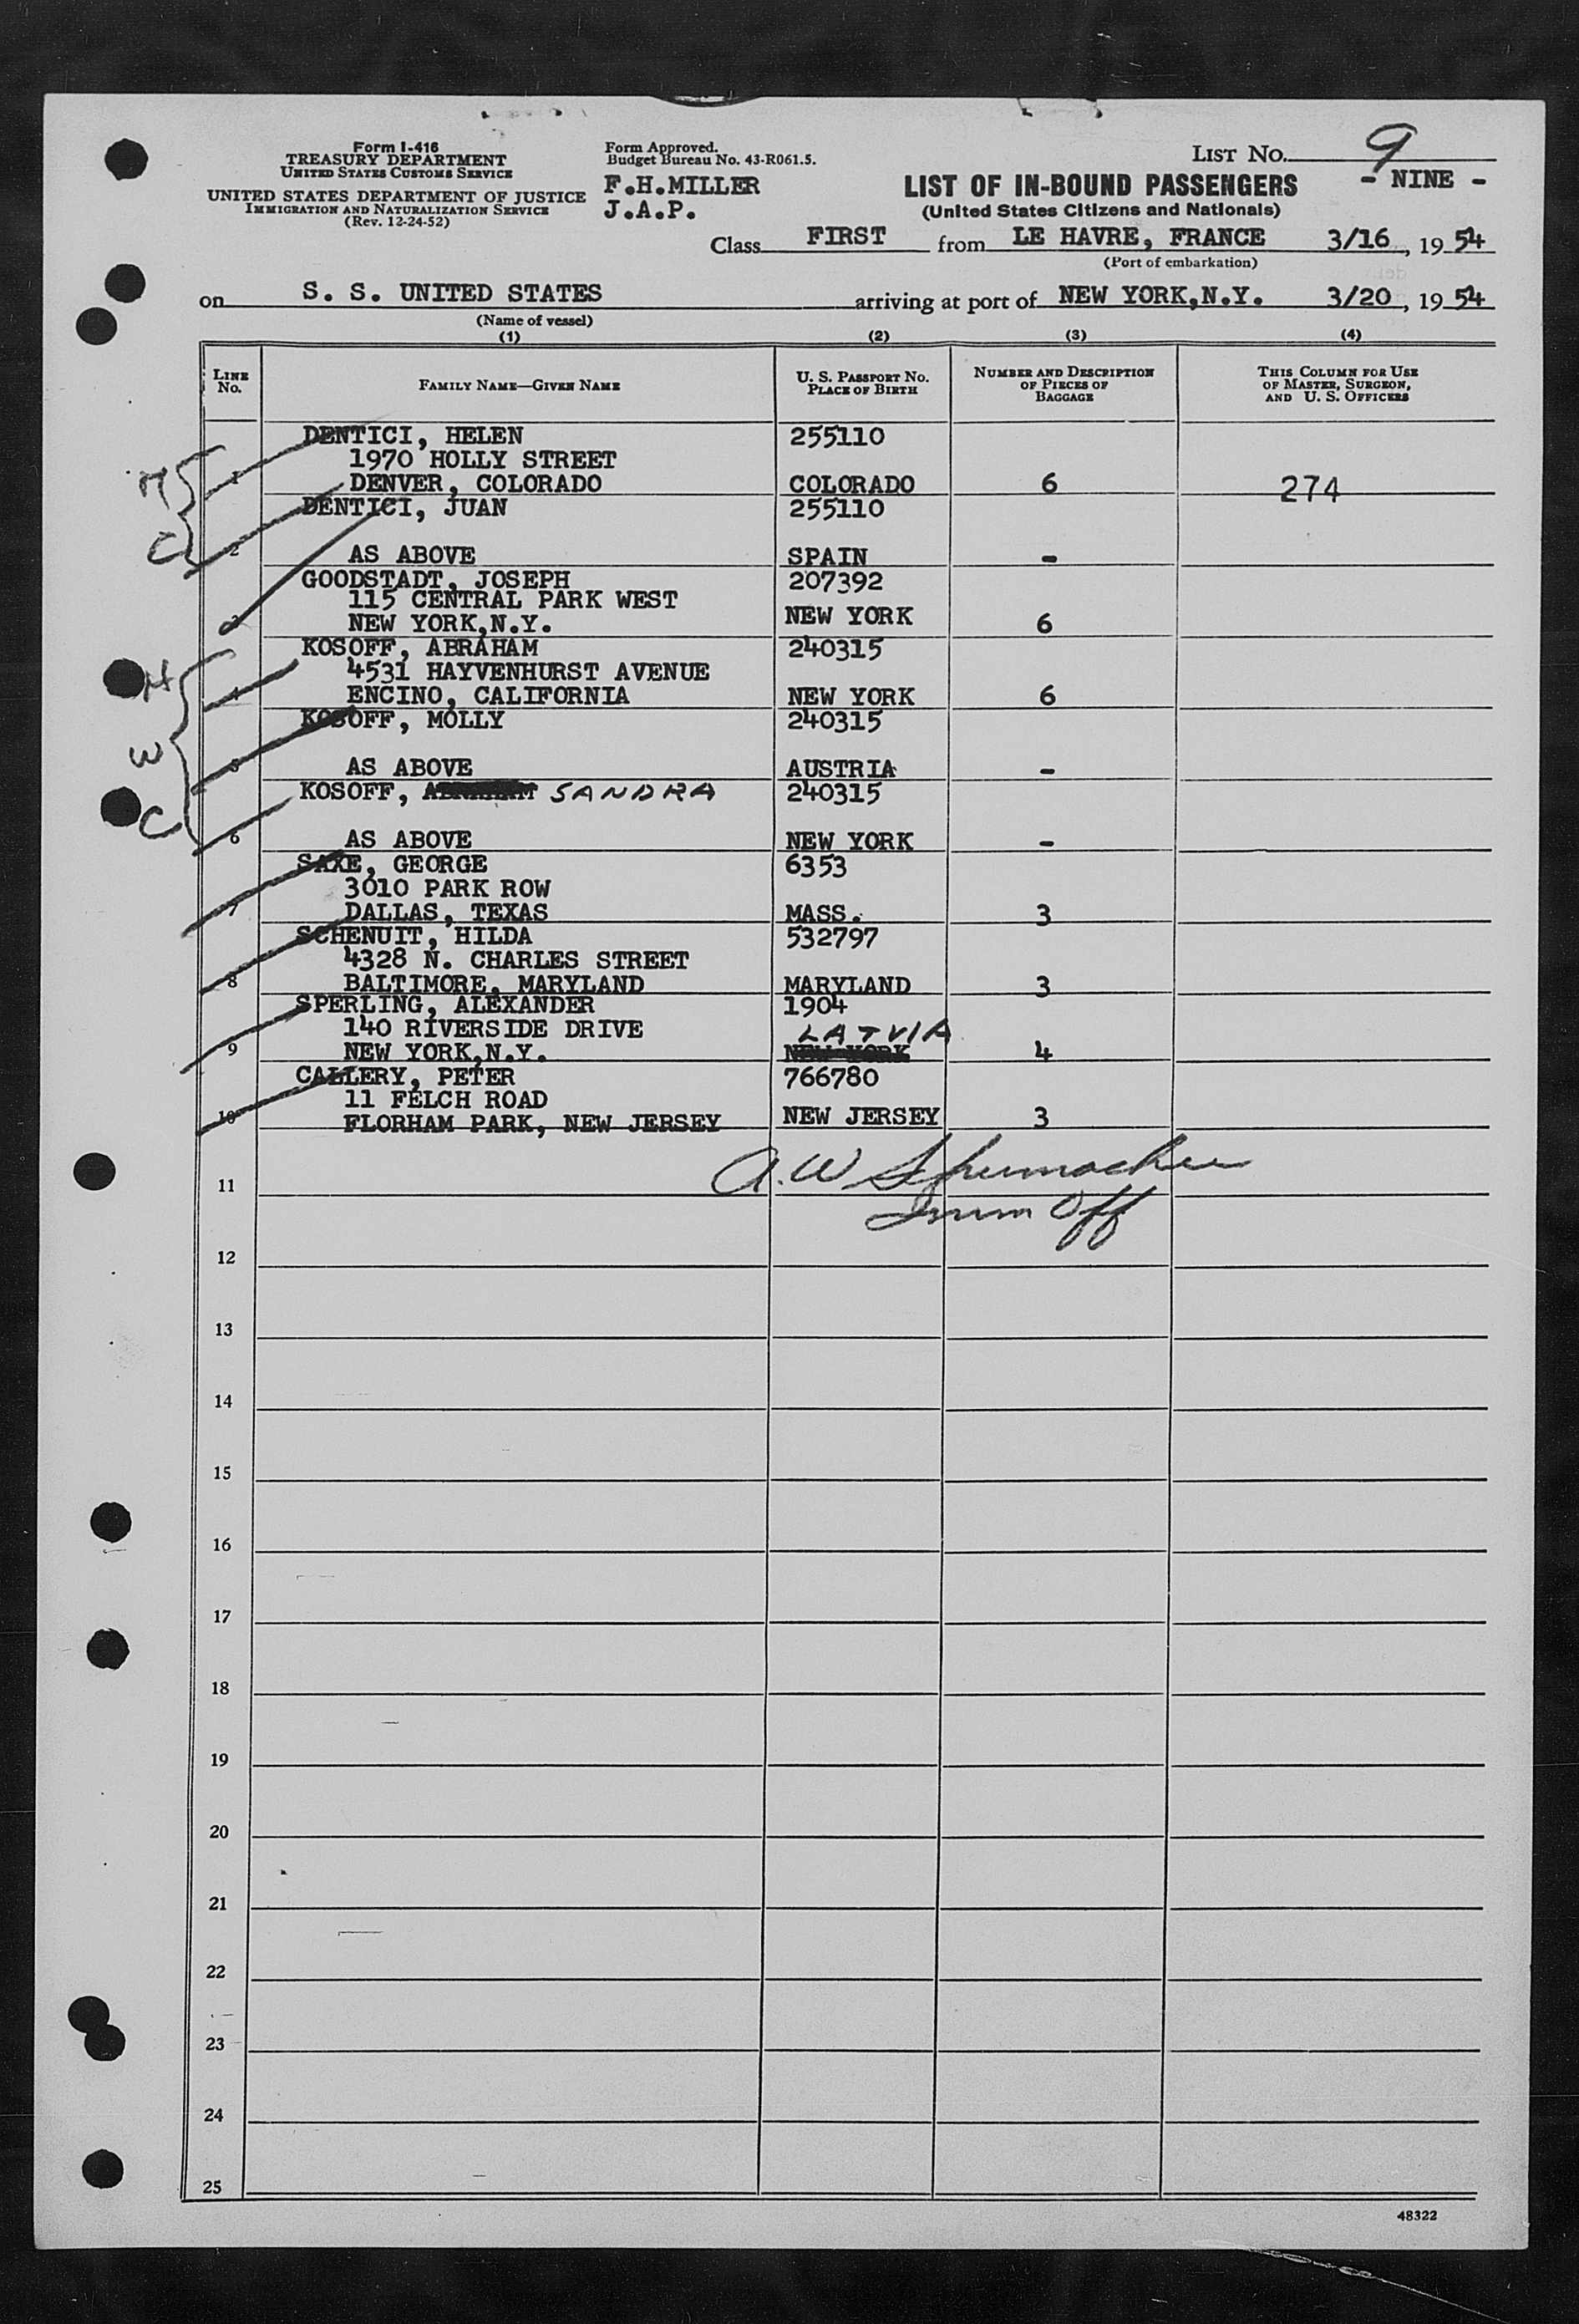 Form I-416
TREASURY DEPARTMENT
UNITED STATES CUSTOMS SERVICE
UNITED STATES DEPARTMENT OF JUSTICE
IMMIGRATION AND NATURALIZATION SERVICE
(Rev. 12-24-52)
Form Approved.
Budget Bureau No. 43-R061.5.
F.H.MILLER
J.A.P.
LIST NO. 9
- NINE -
LIST OF IN-BOUND PASSENGERS
(United States Citizens and Nationals)
Class FIRST from LE HAVRE, FRANCE 3/16, 1954
(Port of embarkation)
on S. S. UNITED STATES arriving at port of NEW YORK,N.Y. 3/20, 1954
(Name of vessel)
(1) (2) (3) (4)
LINE NO. FAMILY NAME—GIVEN NAME U. S. PASSPORT NO. PLACE OF BIRTH NUMBER AND DESCRIPTION OF PIECES OF BAGGAGE THIS COLUMN FOR USE OF MASTER, SURGEON, AND U. S. OFFICERS
DENTICI, HELEN 255110
1970 HOLLY STREET
M 1 DENVER, COLORADO COLORADO 6 274
DENTICI, JUAN 255110
C 2 AS ABOVE SPAIN -
GOODSTADT, JOSEPH 207392
115 CENTRAL PARK WEST
3 NEW YORK,N.Y. NEW YORK 6
KOSOFF, ABRAHAM 240315
4531 HAYVENHURST AVENUE
H 4 ENCINO, CALIFORNIA NEW YORK 6
KOSOFF, MOLLY 240315
W 5 AS ABOVE AUSTRIA -
KOSOFF, ABRAHAM SANDRA 240315
C 6 AS ABOVE NEW YORK -
SAXE, GEORGE 6353
3010 PARK ROW
7 DALLAS, TEXAS MASS. 3
SCHENUIT, HILDA 532797
4328 N. CHARLES STREET
8 BALTIMORE, MARYLAND MARYLAND 3
SPERLING, ALEXANDER 1904
140 RIVERSIDE DRIVE LATVIA
9 NEW YORK,N.Y. NEW YORK 4
CALLERY, PETER 766780
11 FELCH ROAD
10 FLORHAM PARK, NEW JERSEY NEW JERSEY 3
A. W. Shumacher
11
Imm Off
12
13
14
15
16
17
18
19
20
21
22
23
24
25
48322